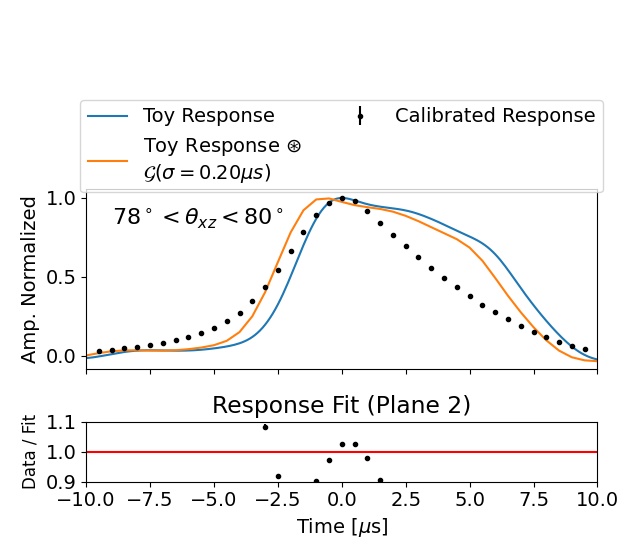 Toy Response
Calibrated Response
Toy Response ⊛
𝒢(σ = 0.20μs)
78° < θxz < 80°
Amp. Normalized
1.0
0.5
0.0
Response Fit (Plane 2)
Data / Fit
1.1
1.0
0.9
−10.0 −7.5 −5.0 −2.5 0.0 2.5 5.0 7.5 10.0
Time [μs]